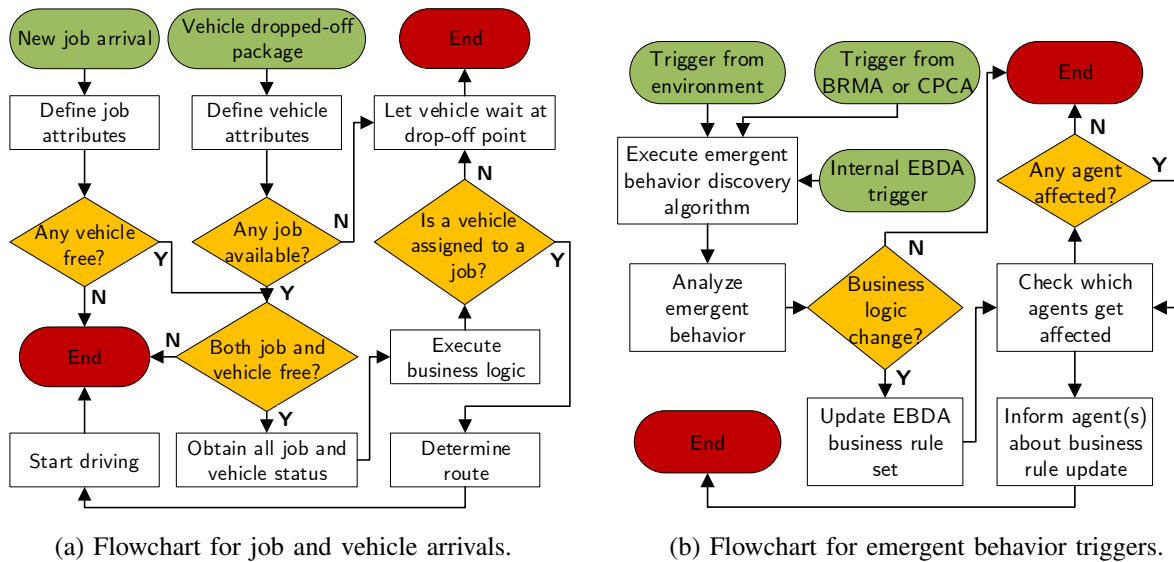 New job arrival
Vehicle dropped-off
package
End
Define job
attributes
Define vehicle
attributes
Let vehicle wait at
drop-off point
N
N
Any vehicle
free?
Y
Any job
available?
Is a vehicle
assigned to a
job?
Y
N
Y
End
N
Both job and
vehicle free?
Execute
business logic
Y
Start driving
Obtain all job and
vehicle status
Determine
route
(a) Flowchart for job and vehicle arrivals.
Trigger from
environment
Trigger from
BRMA or CPCA
End
N
Execute emergent
behavior discovery
algorithm
Internal EBDA
trigger
Any agent
affected?
Y
N
Analyze
emergent
behavior
Business
logic
change?
Check which
agents get
affected
Y
End
Update EBDA
business rule
set
Inform agent(s)
about business
rule update
(b) Flowchart for emergent behavior triggers.